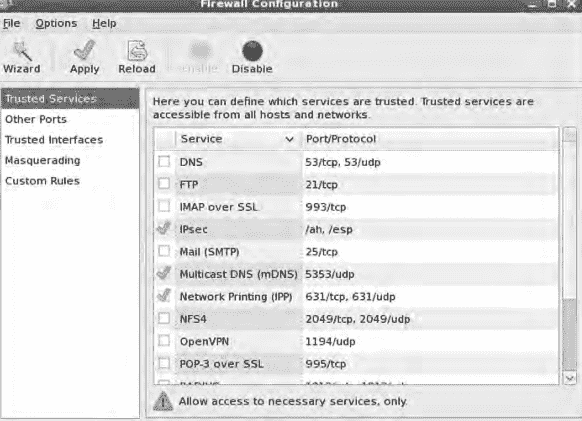 Firewall Configuration
File Options Help
Wizard Apply Reload Disable
Trusted Services
Other Ports
Trusted Interfaces
Masquerading
Custom Rules
Here you can define which services are trusted. Trusted services are
accessible from all hosts and networks.
Service Port/Protocol
DNS 53/tcp, 53/udp
FTP 21/tcp
IMAP over SSL 993/tcp
IPsec /ah, /esp
Mail (SMTP) 25/tcp
Multicast DNS (mDNS) 5353/udp
Network Printing (IPP) 631/tcp, 631/udp
NFS4 2049/tcp, 2049/udp
OpenVPN 1194/udp
POP-3 over SSL 995/tcp
Allow access to necessary services, only.